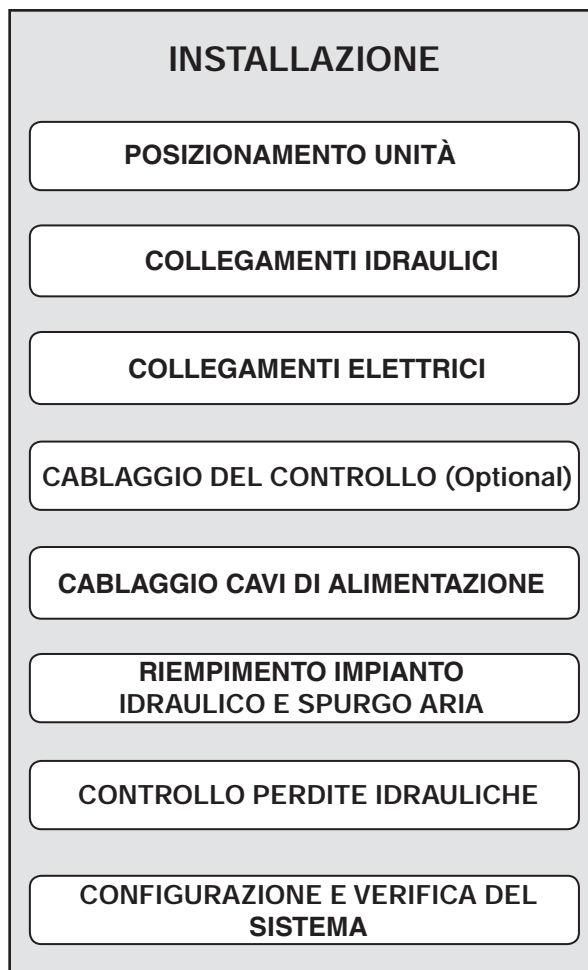 INSTALLAZIONE
POSIZIONAMENTO UNITÀ
COLLEGAMENTI IDRAULICI
COLLEGAMENTI ELETTRICI
CABLAGGIO DEL CONTROLLO (Optional)
CABLAGGIO CAVI DI ALIMENTAZIONE
RIEMPIMENTO IMPIANTO
IDRAULICO E SPURGO ARIA
CONTROLLO PERDITE IDRAULICHE
CONFIGURAZIONE E VERIFICA DEL
SISTEMA